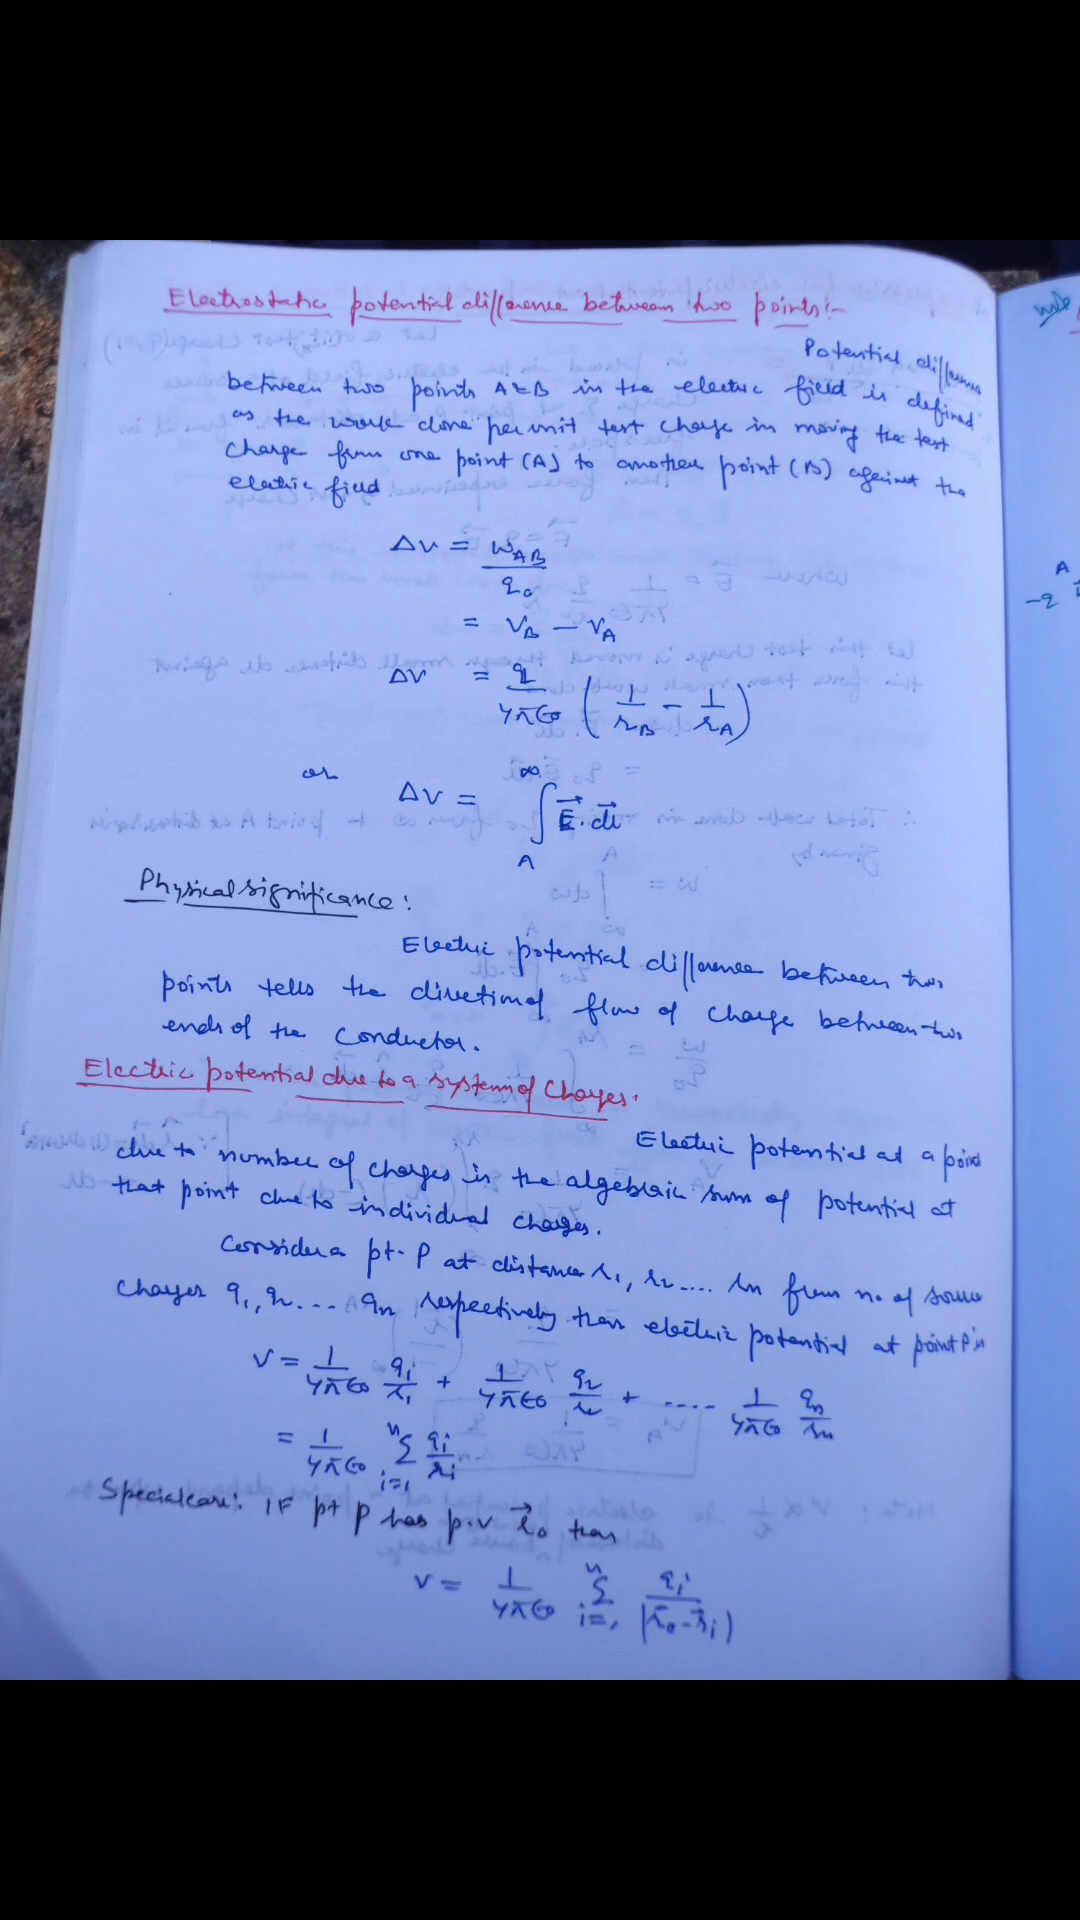 Electrostatic potential difference between two points:-
Potential difference
between two points A & B in the electric field is defined
as the work done per unit test charge in moving the test
charge from one point (A) to another point (B) against the
electric field
ΔV = W_AB / q₀
= V_B − V_A
ΔV = q / 4πε₀ (1/r_B − 1/r_A)
or ΔV = ∫_A^∞ E⃗·dl⃗
Physical significance:
Electric potential difference between two
points tells the direction of flow of charge between two
ends of the conductor.
Electric potential due to a system of charges.
Electric potential at a point
due to number of charges is the algebraic sum of potential at
that point due to individual charges.
Consider a pt. P at distance r₁, r₂.... rn from no. of some
charges q₁, q₂ ... qn respectively then electric potential at point P is
V = 1/4πε₀ q₁/r₁ + 1/4πε₀ q₂/r₂ + .... 1/4πε₀ qn/rn
= 1/4πε₀ Σ_{i=1}^n qi/ri
Special case: IF pt P has p.v r⃗₀ then
V = 1/4πε₀ Σ_{i=1}^n qi/|r⃗₀−r⃗i|
A
-q